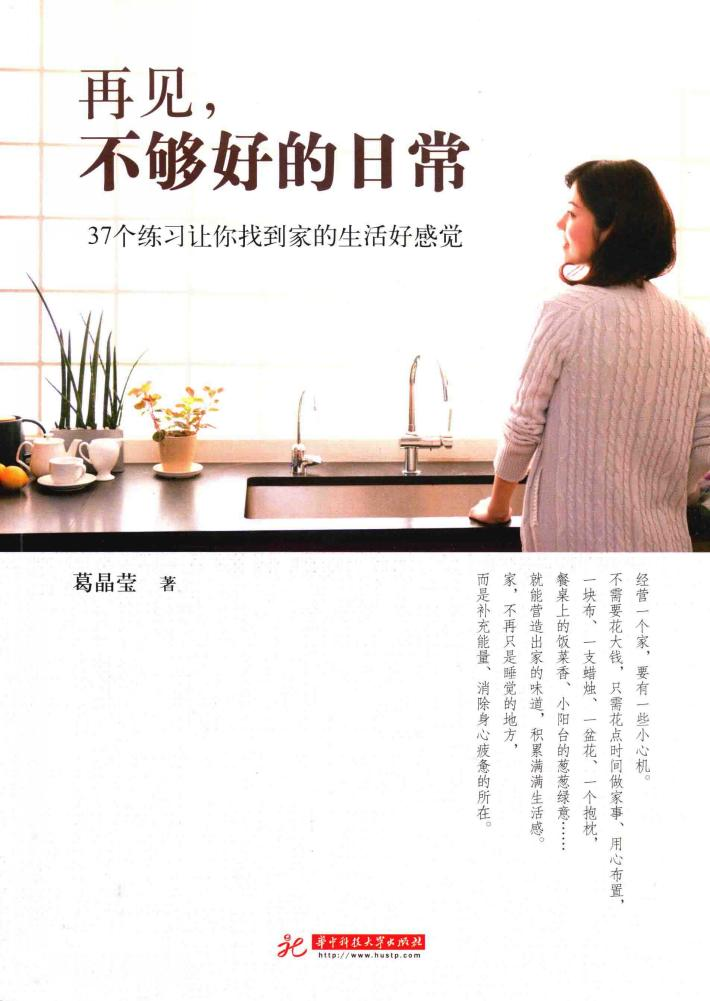 再见，
不够好的日常
37个练习让你找到家的生活好感觉
葛晶莹 著
经营一个家，要有一些小心机。
不需要花大钱，只需花点时间做家事、用心布置，
一块布、一支蜡烛、一盆花、一个抱枕，
餐桌上的饭菜香、小阳台的葱葱绿意……
就能营造出家的味道，积累满满生活感。
家，不再只是睡觉的地方，
而是补充能量、消除身心疲惫的所在。
华中科技大学出版社
http://www.hustp.com